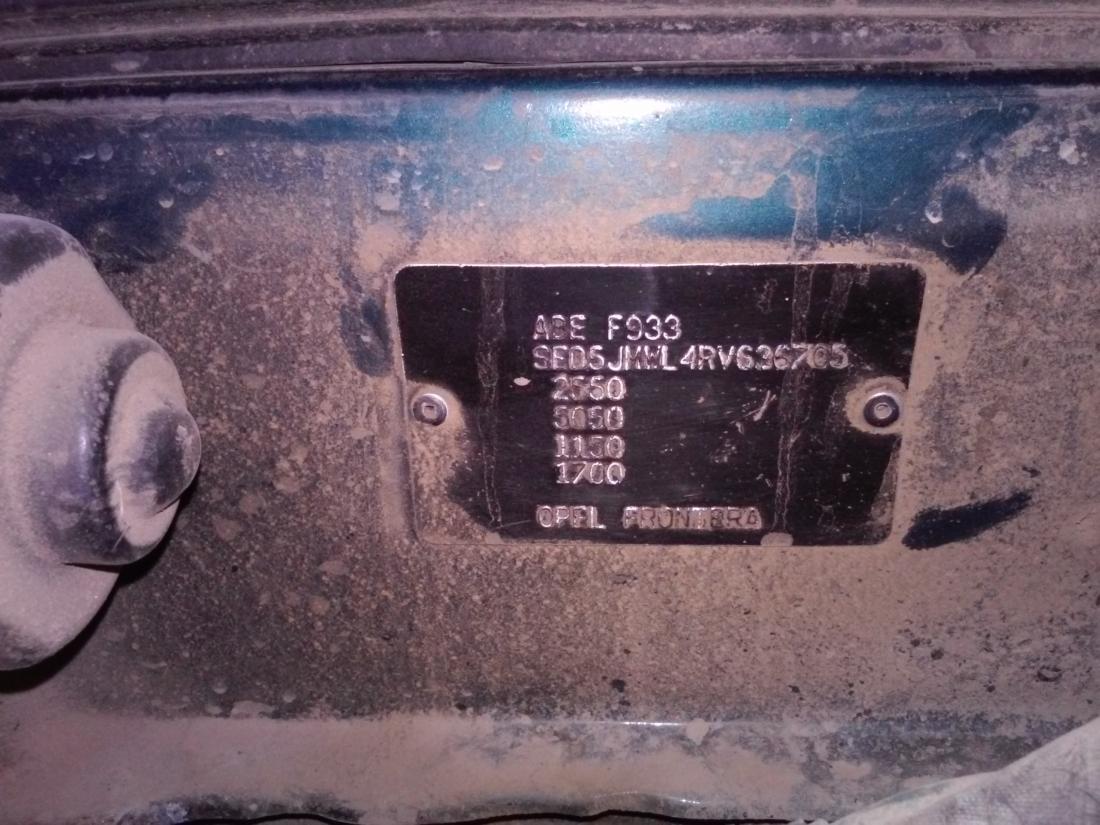 ABE F933
SED5JMWL4RV636705
2550
5050
1150
1700
OPEL FRONTERA